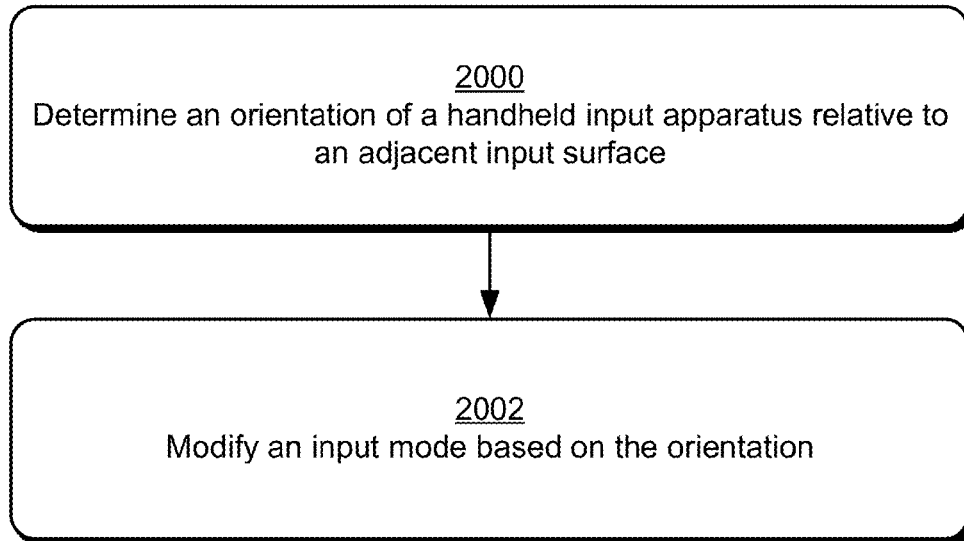 2000
Determine an orientation of a handheld input apparatus relative to
an adjacent input surface
2002
Modify an input mode based on the orientation